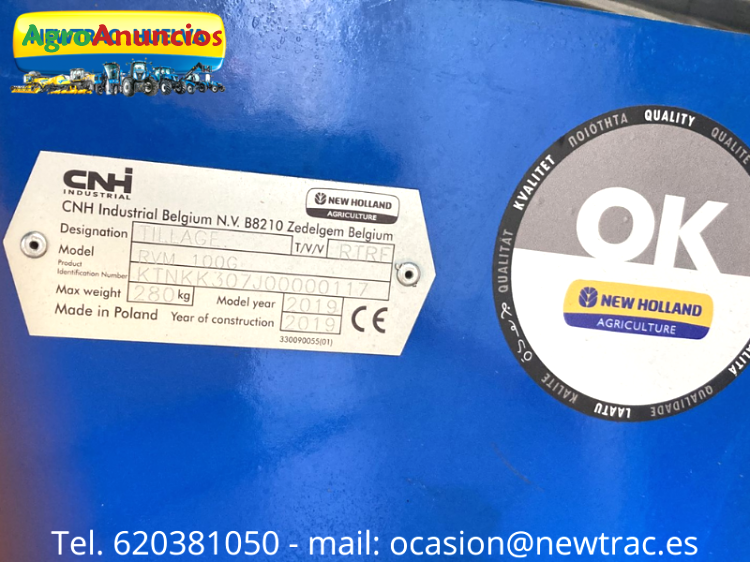 AgroAnuncios
CNH
INDUSTRIAL
NEW HOLLAND
AGRICULTURE
CNH Industrial Belgium N.V. B8210 Zedelgem Belgium
Designation TILLAGE T/V/V RTRF
Model RVM 100G
Product
Identification Number KTNKK307J00000117
Max weight 280 kg Model year 2019
Made in Poland Year of construction 2019 CE
330090055(01)
KVALITET ΠΟΙΌΤΗΤΑ QUALITY
QUALITÄT
OK
NEW HOLLAND
AGRICULTURE
KALITE LAATU QUALIDADE
Tel. 620381050 - mail: ocasion@newtrac.es